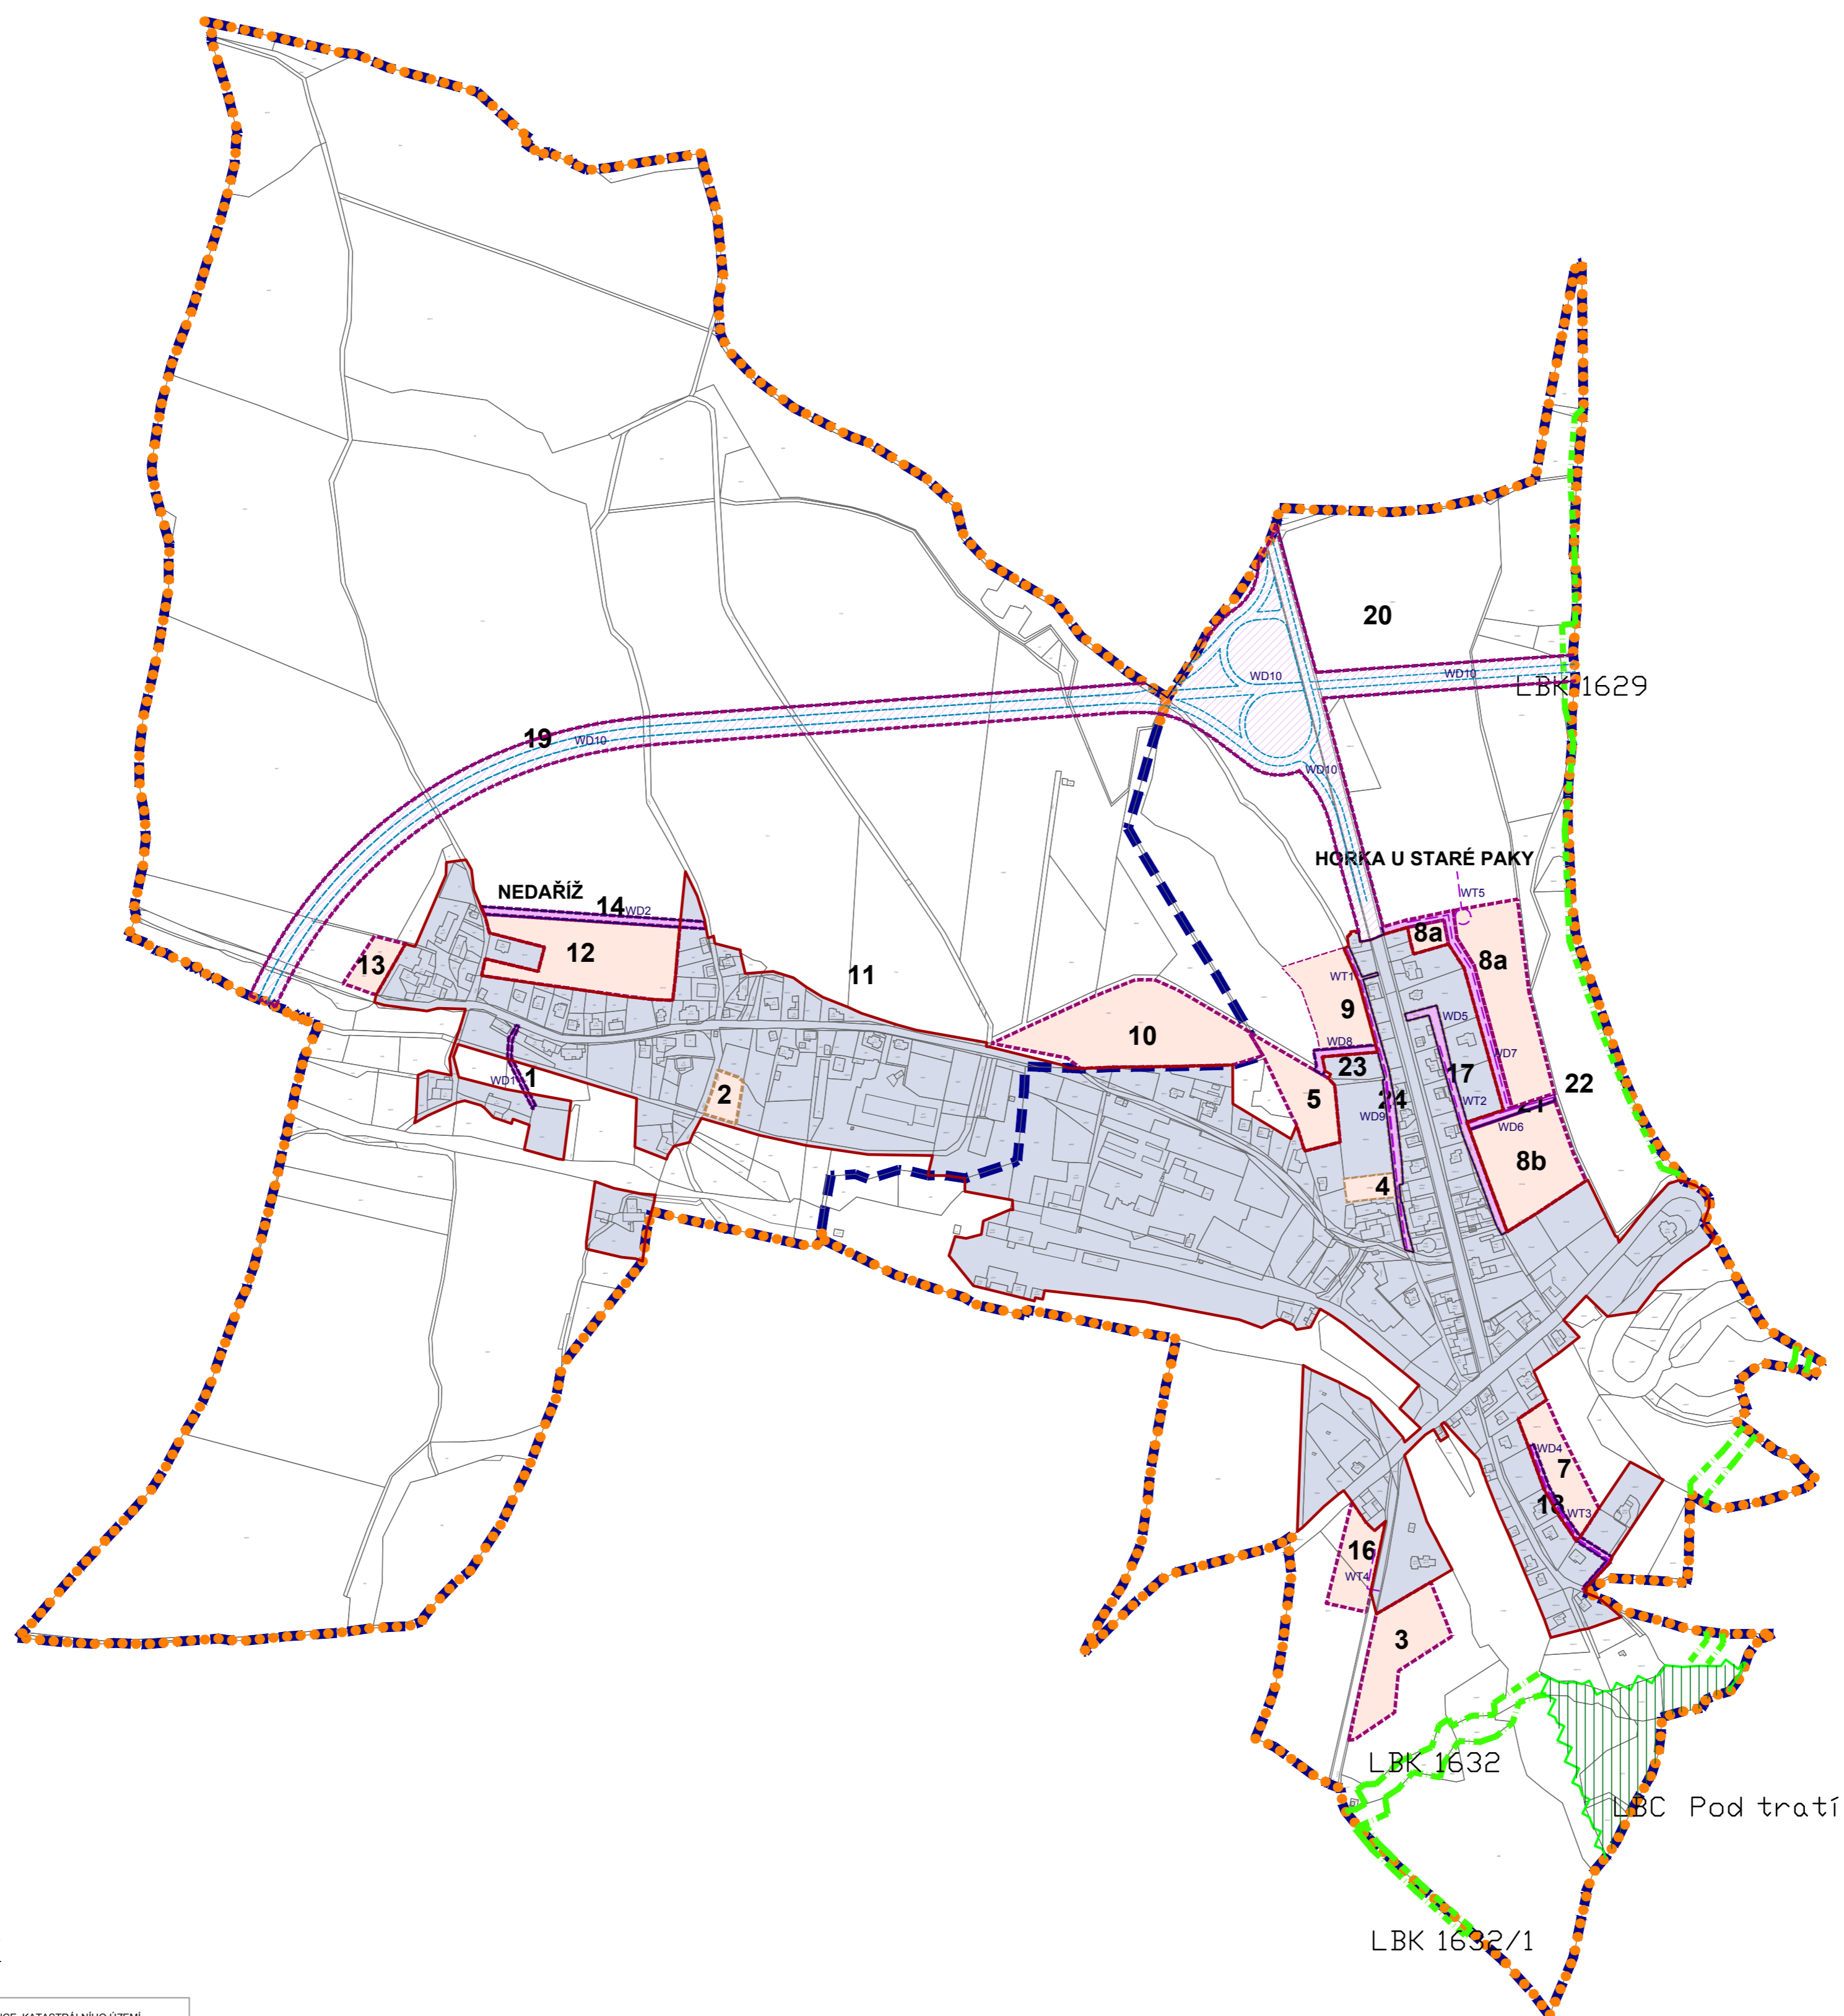 20
WD10
WD10
LBK 1629
19
WD10
WD10
HORKA U STARÉ PAKY
WT5
NEDAŘÍŽ
14
WD2
8a
12
8a
13
11
WT1
9
10
WD5
WD8
23
WD7
WD1
1
17
22
2
5
24
WT2
21
WD9
WD6
8b
4
WD4
7
18
WT3
16
WT4
3
LBK 1632
LBC Pod tratí
LBK 1632/1